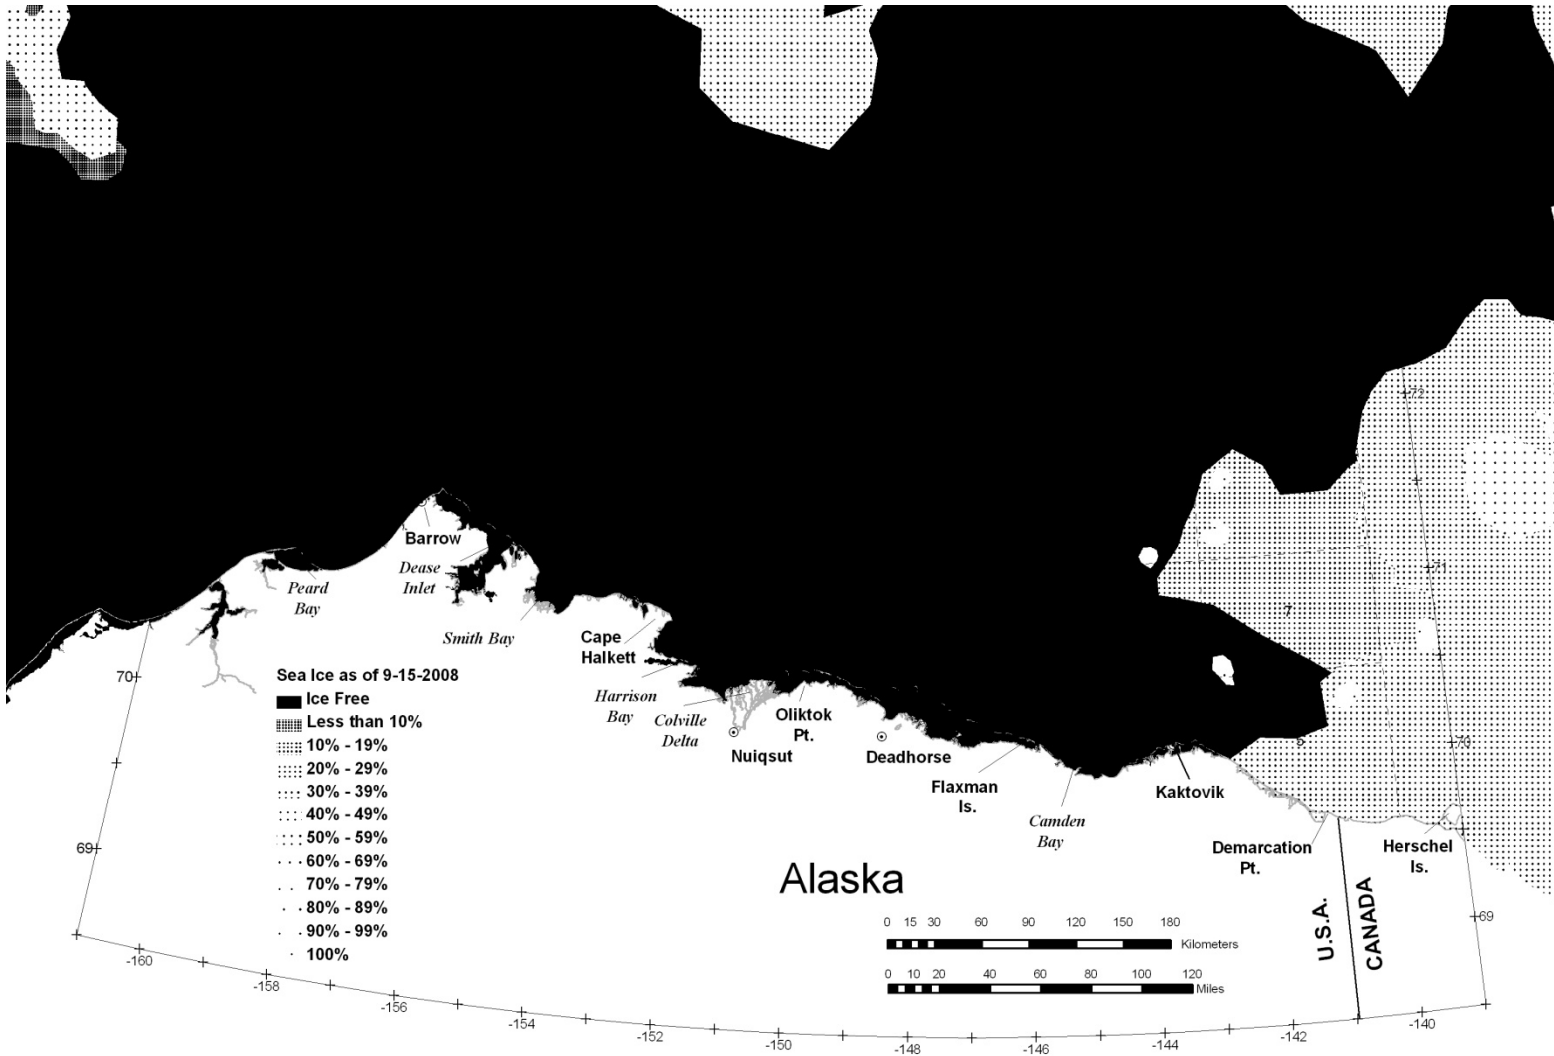 72
71
7
70
Barrow
Dease
Inlet
Peard
Bay
Smith Bay
Cape
Halkett
Harrison
Bay
Colville
Delta
Nuiqsut
Oliktok
Pt.
Deadhorse
Flaxman
Is.
Camden
Bay
Kaktovik
Demarcation
Pt.
Herschel
Is.
70
69
69
Sea Ice as of 9-15-2008
Ice Free
Less than 10%
10% - 19%
20% - 29%
30% - 39%
40% - 49%
50% - 59%
60% - 69%
70% - 79%
80% - 89%
90% - 99%
100%
Alaska
U.S.A.
CANADA
0 15 30 60 90 120 150 180
Kilometers
0 10 20 40 60 80 100 120
Miles
-160
-158
-156
-154
-152
-150
-148
-146
-144
-142
-140